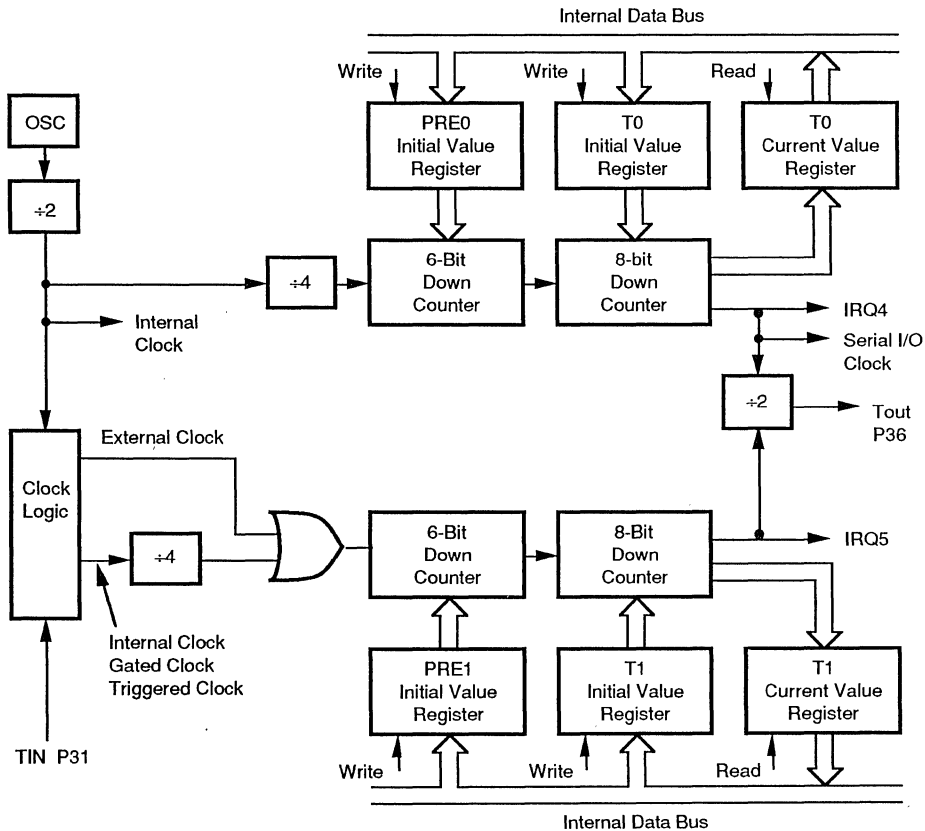 Internal Data Bus
Write
Write
Read
OSC
PRE0
Initial Value
Register
T0
Initial Value
Register
T0
Current Value
Register
÷2
÷4
6-Bit
Down
Counter
8-bit
Down
Counter
Internal
Clock
IRQ4
Serial I/O
Clock
÷2
Tout
P36
External Clock
Clock
Logic
÷4
6-Bit
Down
Counter
8-Bit
Down
Counter
IRQ5
Internal Clock
Gated Clock
Triggered Clock
PRE1
Initial Value
Register
T1
Initial Value
Register
T1
Current Value
Register
TIN P31
Write
Write
Read
Internal Data Bus